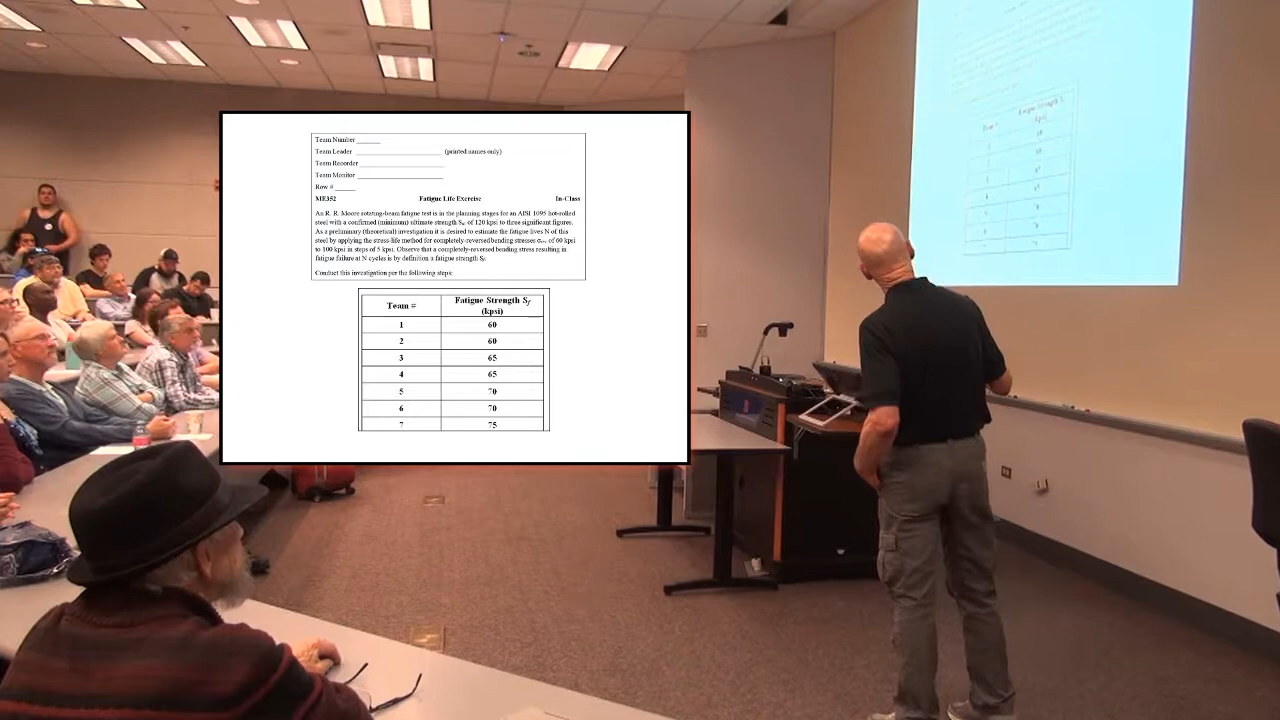 Team Number
Team Leader (printed names only)
Team Recorder
Team Monitor
Row #
ME352 Fatigue Life Exercise In-Class
An R. R. Moore rotating-beam fatigue test is in the planning stages for an AISI 1095 hot-rolled
steel with a confirmed (minimum) ultimate strength Sut of 120 kpsi to three significant figures.
As a preliminary (theoretical) investigation it is desired to estimate the fatigue lives N of this
steel by applying the stress-life method for completely-reversed bending stresses of 60 kpsi
to 100 kpsi in steps of 5 kpsi. Observe that a completely-reversed bending stress resulting in
fatigue failure at N cycles is by definition a fatigue strength Sf.
Conduct this investigation per the following steps:
Team # Fatigue Strength Sf
(kpsi)
1 60
2 60
3 65
4 65
5 70
6 70
7 75
Fatigue Strength
(kpsi)